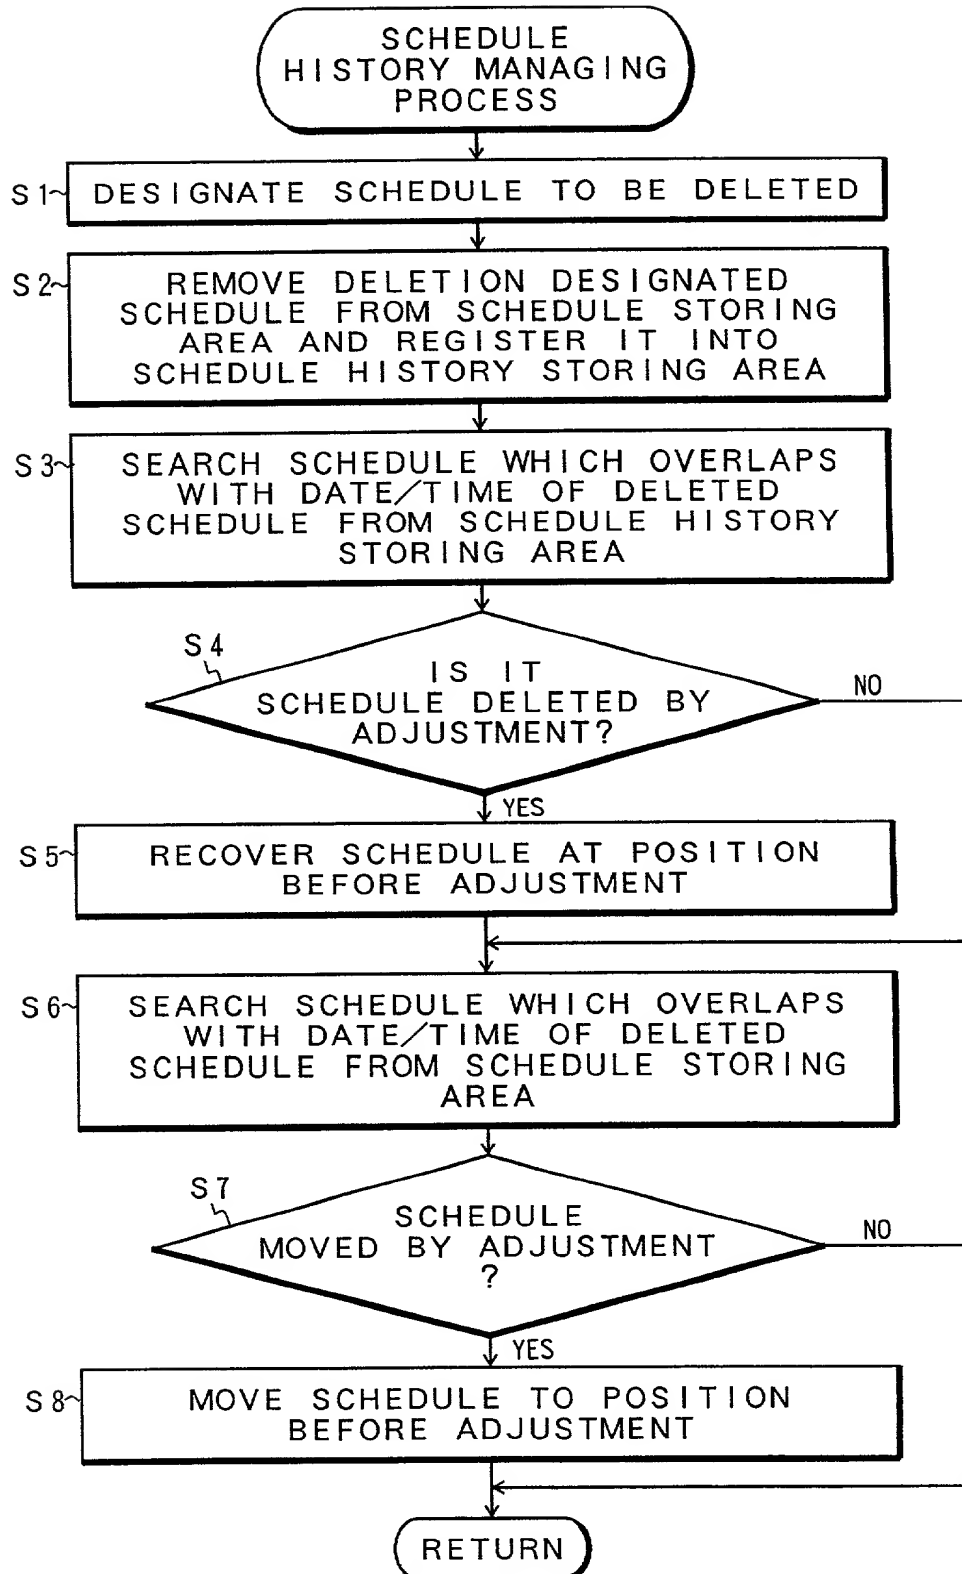 SCHEDULE
HISTORY MANAGING
PROCESS
S1
DESIGNATE SCHEDULE TO BE DELETED
S2
REMOVE DELETION DESIGNATED
SCHEDULE FROM SCHEDULE STORING
AREA AND REGISTER IT INTO
SCHEDULE HISTORY STORING AREA
S3
SEARCH SCHEDULE WHICH OVERLAPS
WITH DATE/TIME OF DELETED
SCHEDULE FROM SCHEDULE HISTORY
STORING AREA
S4
IS IT
SCHEDULE DELETED BY
ADJUSTMENT?
NO
YES
S5
RECOVER SCHEDULE AT POSITION
BEFORE ADJUSTMENT
S6
SEARCH SCHEDULE WHICH OVERLAPS
WITH DATE/TIME OF DELETED
SCHEDULE FROM SCHEDULE STORING
AREA
S7
SCHEDULE
MOVED BY ADJUSTMENT
?
NO
YES
S8
MOVE SCHEDULE TO POSITION
BEFORE ADJUSTMENT
RETURN